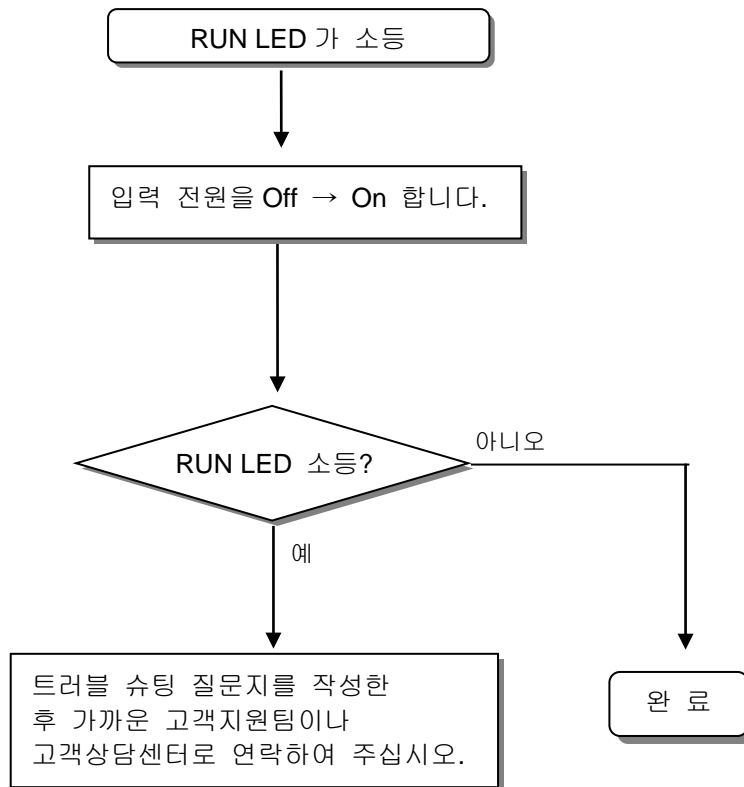 RUN LED 가 소등
입력 전원을 Off → On 합니다.
RUN LED 소등?
아니오
예
트러블 슈팅 질문지를 작성한
후 가까운 고객지원팀이나
고객상담센터로 연락하여 주십시오.
완 료